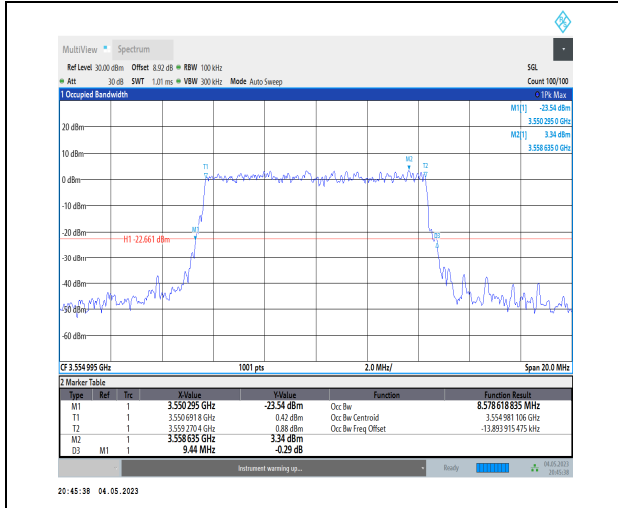 MultiView Spectrum
Ref Level 30.00 dBm Offset 8.92 dB RBW 100 kHz SGL
Att 30 dB SWT 1.01 ms VBW 300 kHz Mode Auto Sweep Count 100/100
1 Occupied Bandwidth 1Pk Max
M1[1] -23.54 dBm
3.550 295 0 GHz
M2[1] 3.34 dBm
3.558 635 0 GHz
20 dBm
10 dBm
M2
T1 T2
0 dBm
-10 dBm
-20 dBm
M1
H1 -22.661 dBm
D3
-30 dBm
-40 dBm
-50 dBm
-60 dBm
CF 3.554 995 GHz 1001 pts 2.0 MHz/ Span 20.0 MHz
2 Marker Table
Type Ref Trc X-Value Y-Value Function Function Result
M1 1 3.550 295 GHz -23.54 dBm Occ Bw 8.578 618 835 MHz
T1 1 3.550 691 8 GHz 0.42 dBm Occ Bw Centroid 3.554 981 106 GHz
T2 1 3.559 270 4 GHz 0.88 dBm Occ Bw Freq Offset -13.893 915 475 kHz
M2 1 3.558 635 GHz 3.34 dBm
D3 M1 1 9.44 MHz -0.29 dB
Instrument warming up... Ready 04.05.2023
20:45:38
20:45:38 04.05.2023